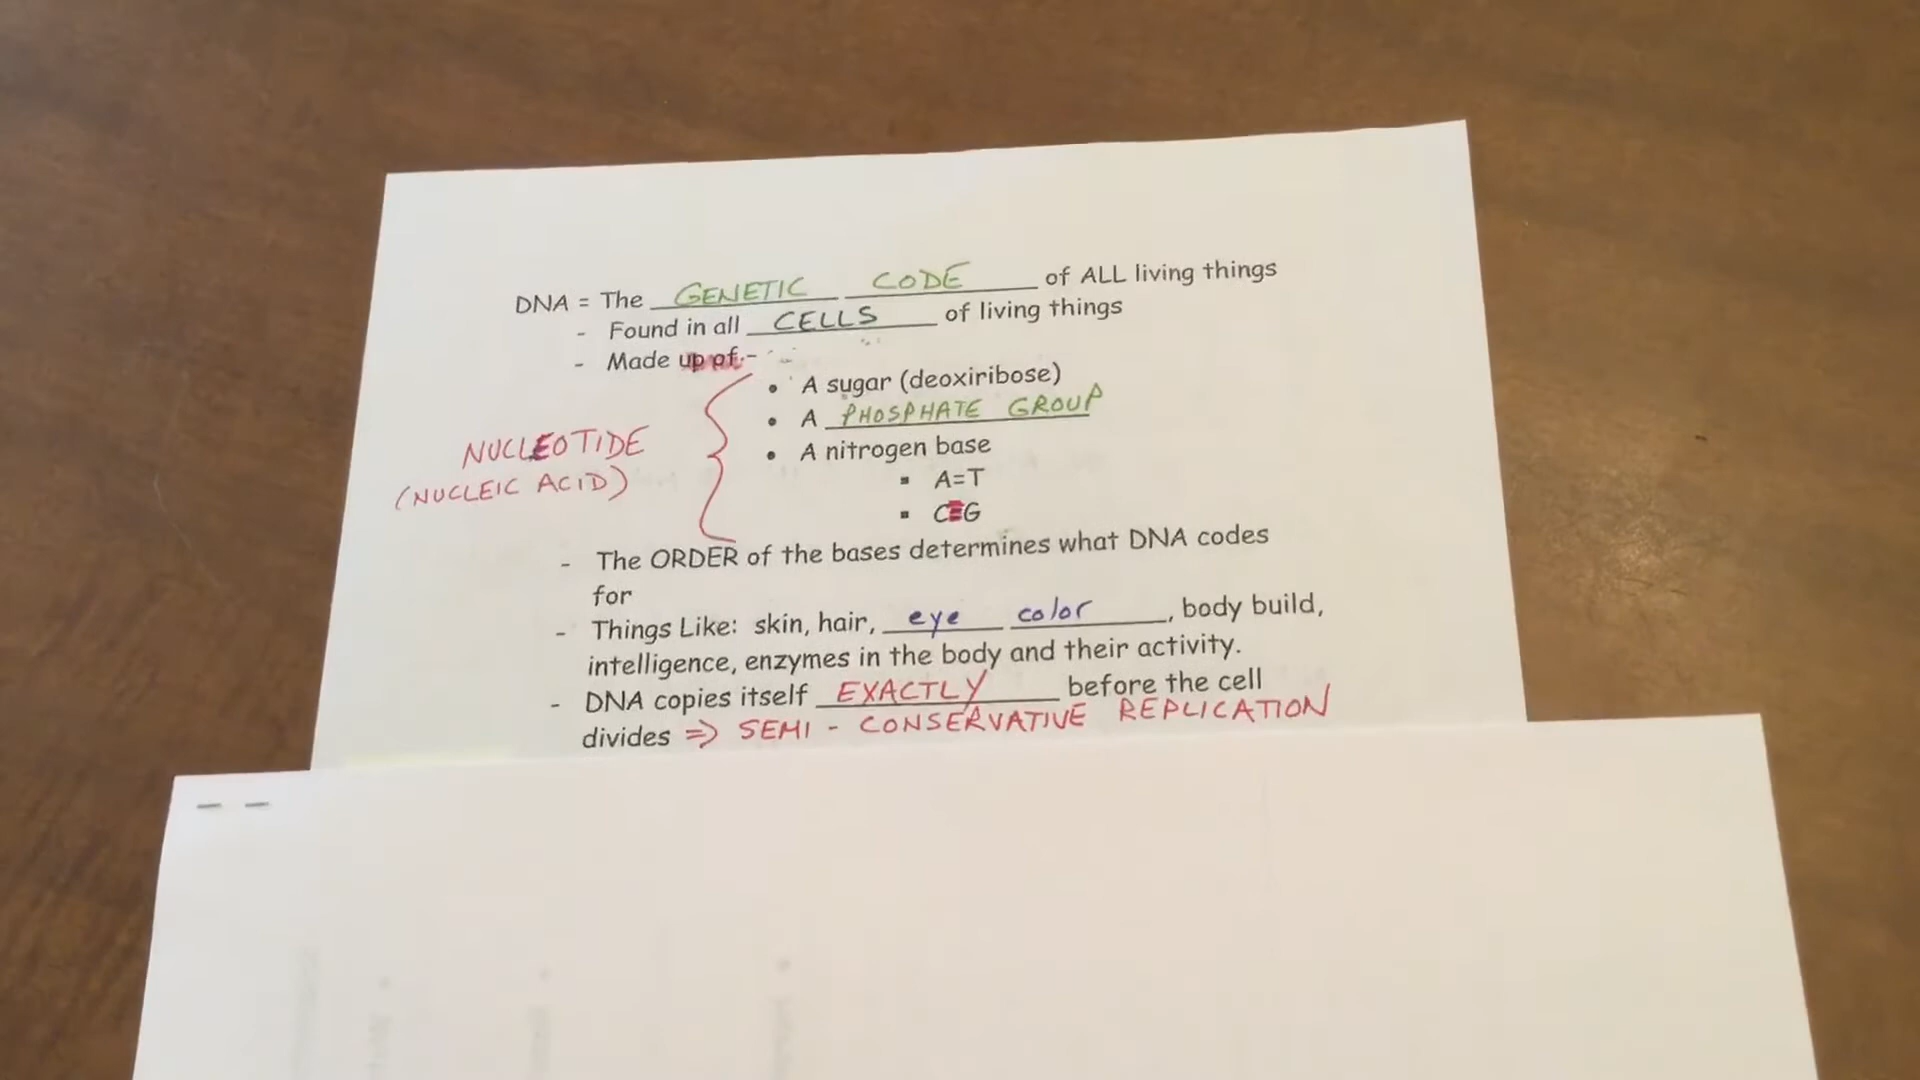 DNA = The GENETIC CODE of ALL living things
- Found in all CELLS of living things
- Made up of:-
• A sugar (deoxiribose)
• A PHOSPHATE GROUP
• A nitrogen base
▪ A=T
▪ C≡G
NUCLEOTIDE
(NUCLEIC ACID)
- The ORDER of the bases determines what DNA codes
for
- Things Like: skin, hair, eye color, body build,
intelligence, enzymes in the body and their activity.
- DNA copies itself EXACTLY before the cell
divides ⇒ SEMI - CONSERVATIVE REPLICATION